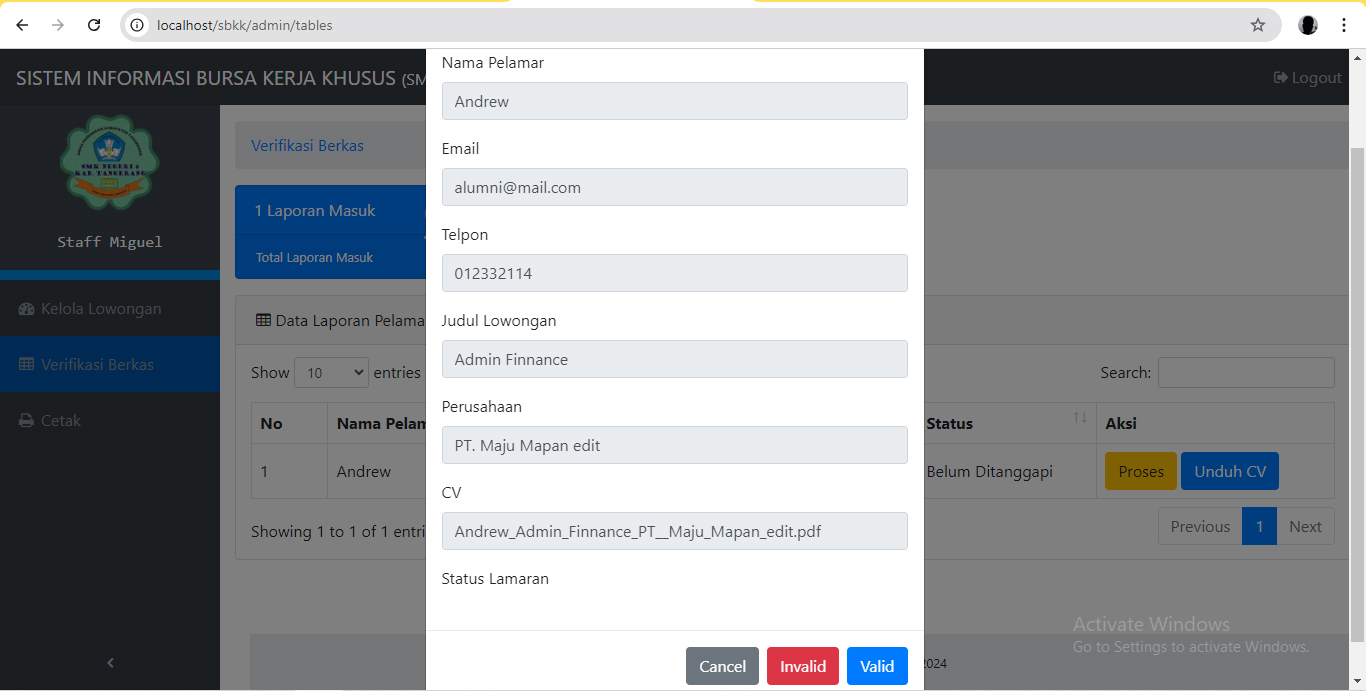 localhost/sbkk/admin/tables
SISTEM INFORMASI BURSA KERJA KHUSUS (SM
Logout
SMK NEGERI 6
KAB. TANGERANG
Staff Miguel
Kelola Lowongan
Verifikasi Berkas
Cetak
Verifikasi Berkas
1 Laporan Masuk
Total Laporan Masuk
Data Laporan Pelama
Show 10 entries
Search:
No Nama Pelam Status Aksi
1 Andrew Belum Ditanggapi Proses Unduh CV
Showing 1 to 1 of 1 entri
Previous 1 Next
Nama Pelamar
Andrew
Email
alumni@mail.com
Telpon
012332114
Judul Lowongan
Admin Finnance
Perusahaan
PT. Maju Mapan edit
CV
Andrew_Admin_Finnance_PT__Maju_Mapan_edit.pdf
Status Lamaran
Cancel Invalid Valid
2024
Activate Windows
Go to Settings to activate Windows.